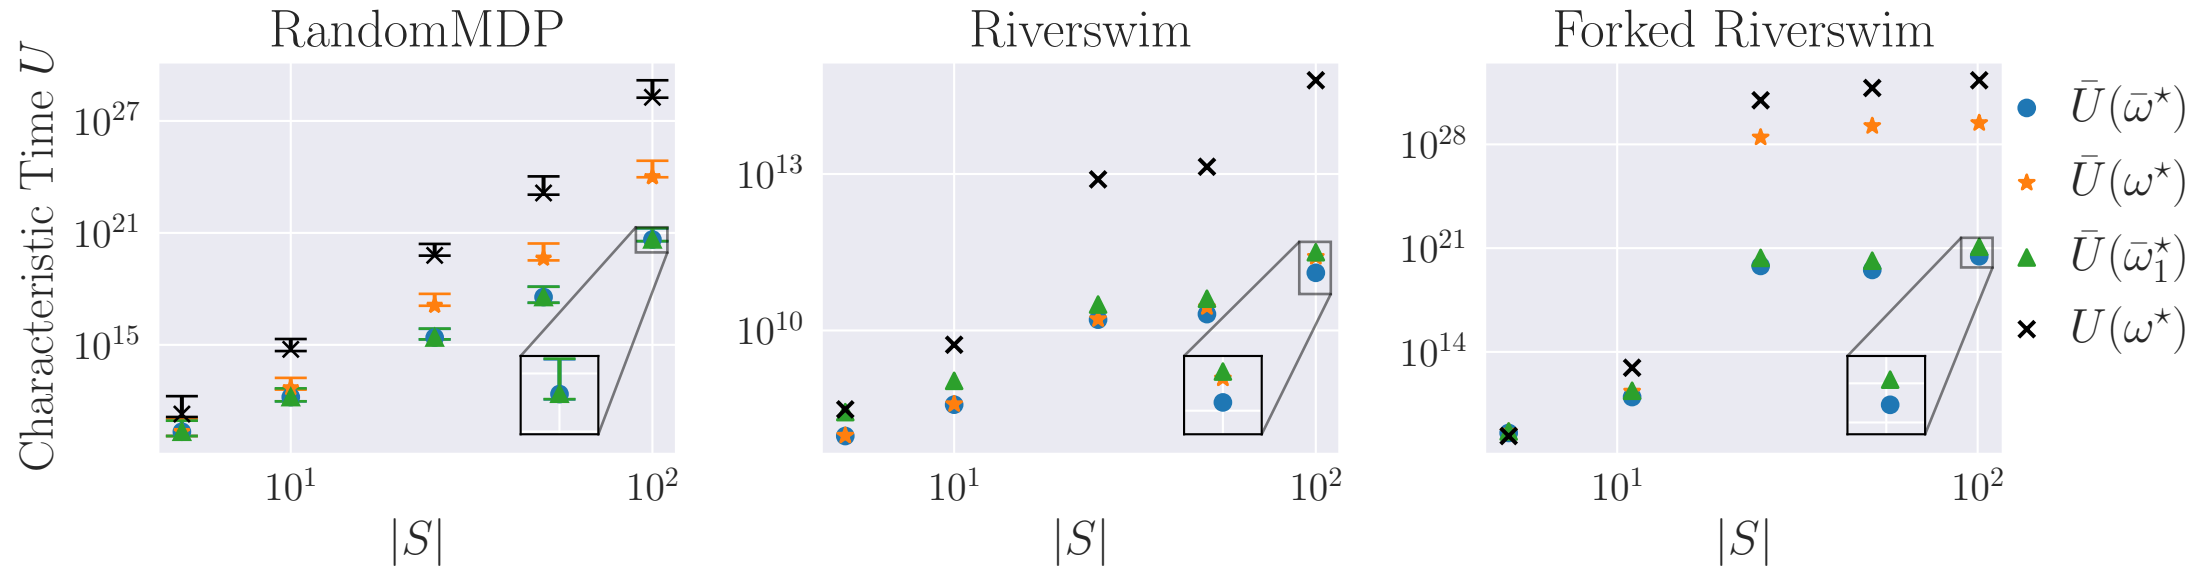 RandomMDP
Riverswim
Forked Riverswim
Characteristic Time U
10^27
10^21
10^15
10^1
10^2
|S|
10^13
10^10
10^1
10^2
|S|
10^28
10^21
10^14
10^1
10^2
|S|
Ū(ω̄⋆)
Ū(ω⋆)
Ū(ω̄₁⋆)
U(ω⋆)